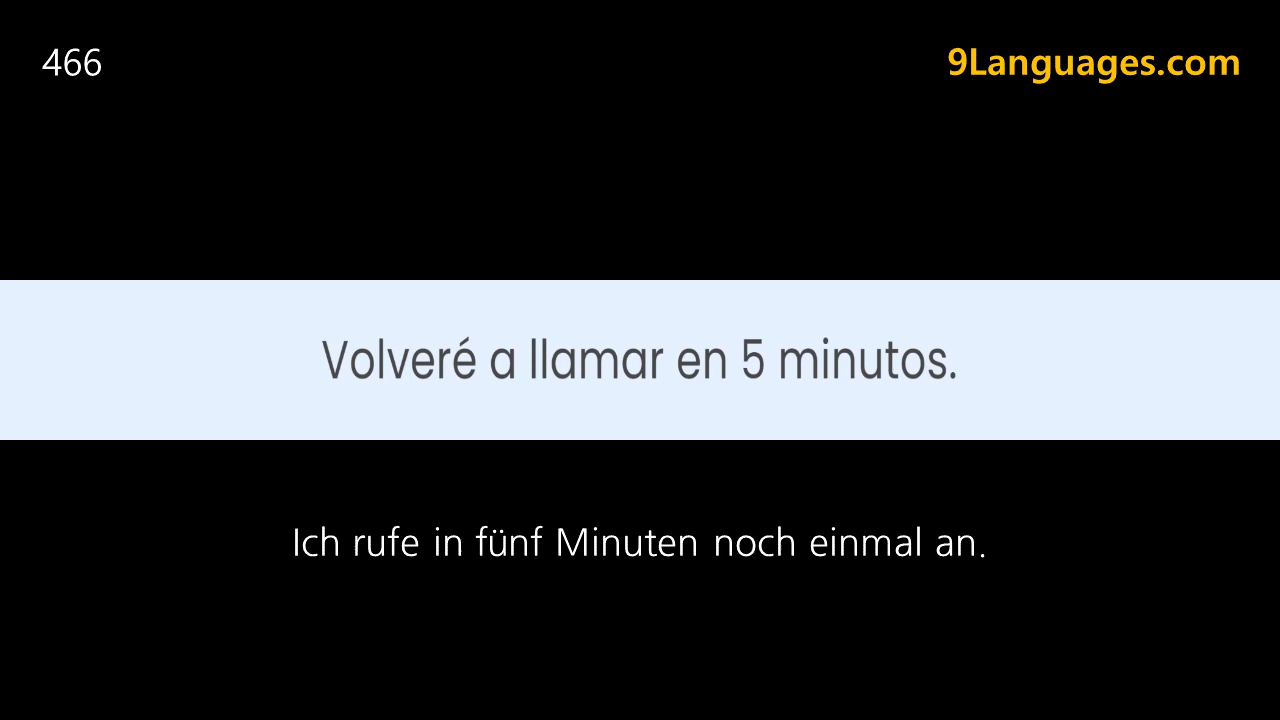 466
9Languages.com
Volveré a llamar en 5 minutos.
Ich rufe in fünf Minuten noch einmal an.